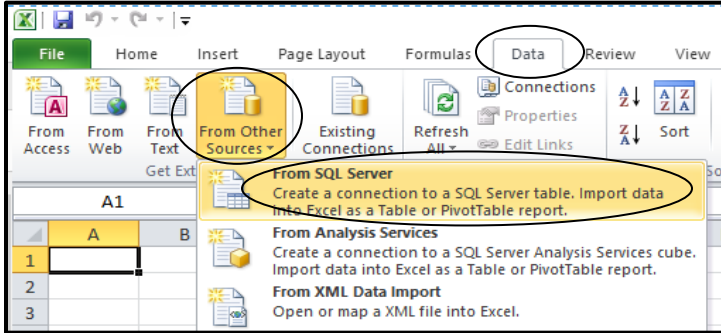 File Home Insert Page Layout Formulas Data Review View
From Access
From Web
From Text
From Other Sources
Existing Connections
Refresh All
Connections
Properties
Edit Links
Sort
Get Ext
A1
A B
1
2
3
From SQL Server
Create a connection to a SQL Server table. Import data
into Excel as a Table or PivotTable report.
From Analysis Services
Create a connection to a SQL Server Analysis Services cube.
Import data into Excel as a Table or PivotTable report.
From XML Data Import
Open or map a XML file into Excel.